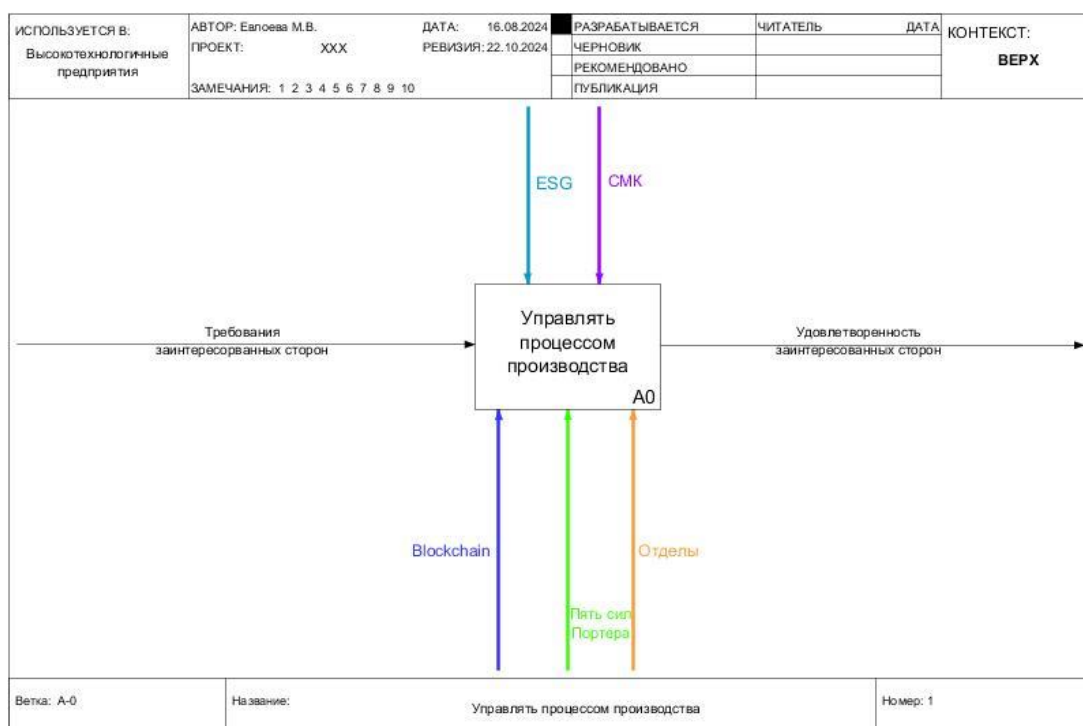 ИСПОЛЬЗУЕТСЯ В:
Высокотехнологичные
предприятия
АВТОР: Евлоева М.В.
ДАТА: 16.08.2024
ПРОЕКТ: XXX
РЕВИЗИЯ: 22.10.2024
ЗАМЕЧАНИЯ: 1 2 3 4 5 6 7 8 9 10
РАЗРАБАТЫВАЕТСЯ
ЧЕРНОВИК
РЕКОМЕНДОВАНО
ПУБЛИКАЦИЯ
ЧИТАТЕЛЬ ДАТА
КОНТЕКСТ:
ВЕРХ
ESG
СМК
Требования
заинтересорванных сторон
Управлять
процессом
производства
A0
Удовлетворенность
заинтересованных сторон
Blockchain
Отделы
Пять сил
Портера
Ветка: A-0
Название:
Управлять процессом производства
Номер: 1